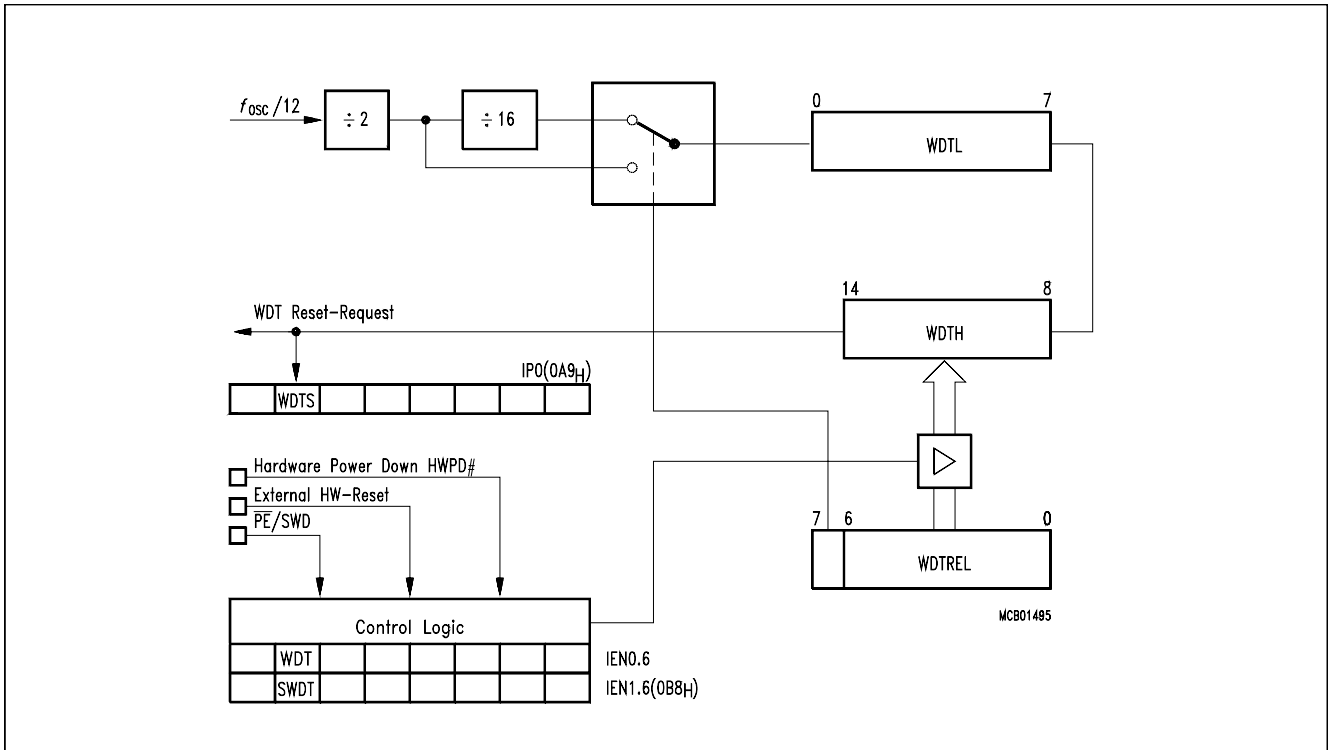 fosc/12
÷ 2
÷ 16
0 7
WDTL
14 8
WDTH
WDT Reset-Request
IP0(0A9H)
WDTS
Hardware Power Down HWPD#
External HW-Reset
PE/SWD
7 6 0
WDTREL
MCB01495
Control Logic
WDT IEN0.6
SWDT IEN1.6(0B8H)